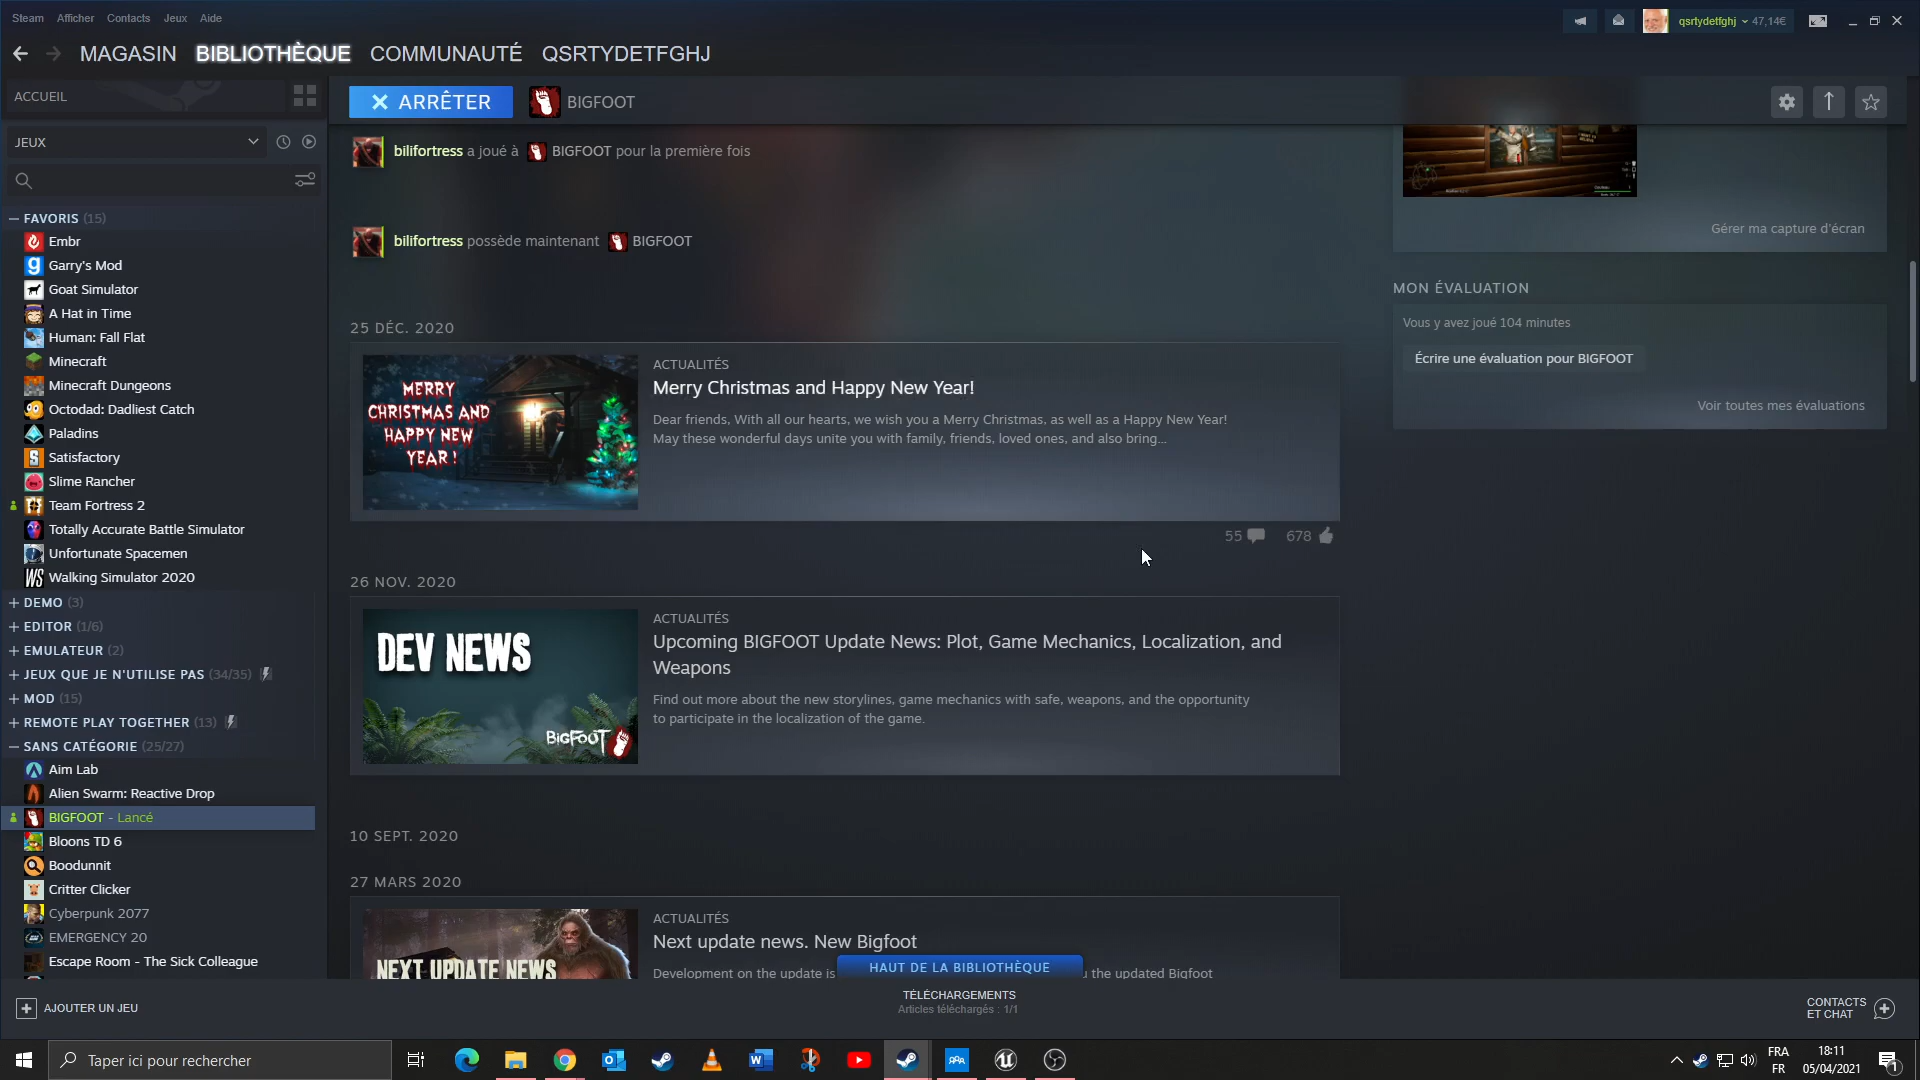 Steam Afficher Contacts Jeux Aide
qsrtydetfghj 47,14€
MAGASIN BIBLIOTHÈQUE COMMUNAUTÉ QSRTYDETFGHJ
ACCUEIL
ARRÊTER BIGFOOT
JEUX
bilifortress a joué à BIGFOOT pour la première fois
bilifortress possède maintenant BIGFOOT
Gérer ma capture d'écran
MON ÉVALUATION
Vous y avez joué 104 minutes
Écrire une évaluation pour BIGFOOT
Voir toutes mes évaluations
FAVORIS (15)
Embr
Garry's Mod
Goat Simulator
A Hat in Time
Human: Fall Flat
Minecraft
Minecraft Dungeons
Octodad: Dadliest Catch
Paladins
Satisfactory
Slime Rancher
Team Fortress 2
Totally Accurate Battle Simulator
Unfortunate Spacemen
Walking Simulator 2020
DEMO (3)
EDITOR (1/6)
EMULATEUR (2)
JEUX QUE JE N'UTILISE PAS (34/35)
MOD (15)
REMOTE PLAY TOGETHER (13)
SANS CATÉGORIE (25/27)
Aim Lab
Alien Swarm: Reactive Drop
BIGFOOT - Lancé
Bloons TD 6
Boodunnit
Critter Clicker
Cyberpunk 2077
EMERGENCY 20
Escape Room - The Sick Colleague
25 DÉC. 2020
MERRY
CHRISTMAS AND
HAPPY NEW
YEAR!
ACTUALITÉS
Merry Christmas and Happy New Year!
Dear friends, With all our hearts, we wish you a Merry Christmas, as well as a Happy New Year!
May these wonderful days unite you with family, friends, loved ones, and also bring...
55 678
26 NOV. 2020
DEV NEWS
BIGFOOT
ACTUALITÉS
Upcoming BIGFOOT Update News: Plot, Game Mechanics, Localization, and
Weapons
Find out more about the new storylines, game mechanics with safe, weapons, and the opportunity
to participate in the localization of the game.
10 SEPT. 2020
27 MARS 2020
NEXT UPDATE NEWS
ACTUALITÉS
Next update news. New Bigfoot
Development on the update is
the updated Bigfoot
HAUT DE LA BIBLIOTHÈQUE
AJOUTER UN JEU
TÉLÉCHARGEMENTS
Articles téléchargés : 1/1
CONTACTS
ET CHAT
Taper ici pour rechercher
FRA
FR
18:11
05/04/2021
1